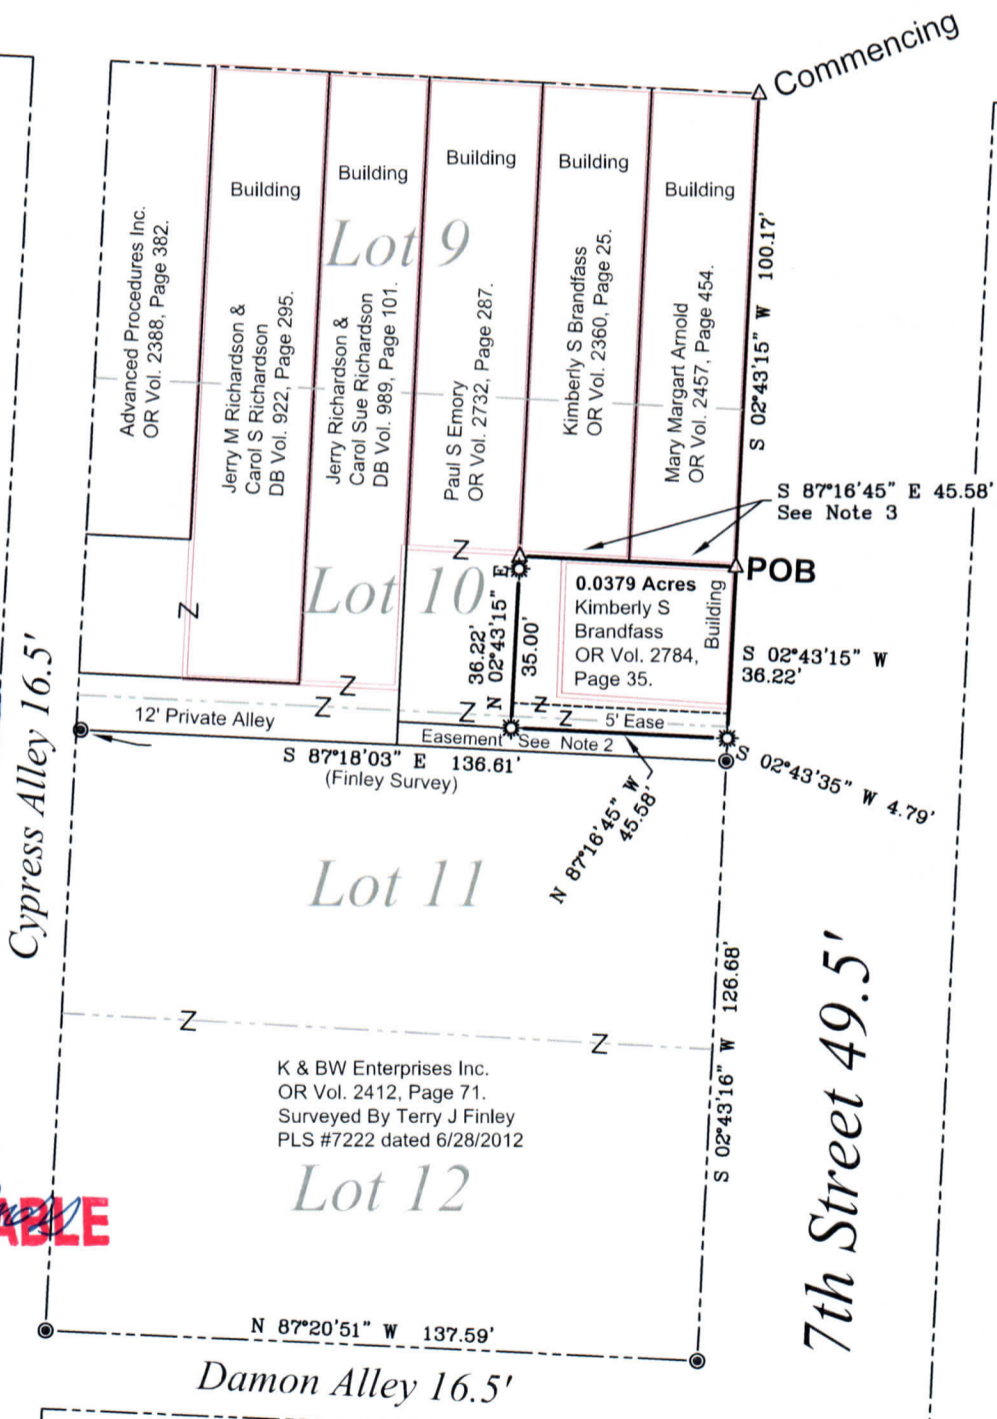 Commencing
Building
Building
Building
Building
Building
Lot 9
Advanced Procedures Inc.
OR Vol. 2388, Page 382.
Jerry M Richardson &
Carol S Richardson
DB Vol. 922, Page 295.
Jerry Richardson &
Carol Sue Richardson
DB Vol. 989, Page 101.
Paul S Emory
OR Vol. 2732, Page 287.
Kimberly S Brandfass
OR Vol. 2360, Page 25.
Mary Margart Arnold
OR Vol. 2457, Page 454.
S 02°43'15" W 100.17'
S 87°16'45" E 45.58'
See Note 3
POB
Z
Lot 10
Z
36.22'
N 02°43'15" E
35.00'
0.0379 Acres
Kimberly S
Brandfass
OR Vol. 2784,
Page 35.
Building
S 02°43'15" W
36.22'
Z
Z
Z
Z
Z
12' Private Alley
5' Ease
Easement See Note 2
S 87°18'03" E 136.61'
(Finley Survey)
S 02°43'35" W 4.79'
N 87°16'45" W
45.58'
Cypress Alley 16.5'
Lot 11
S 02°43'16" W 126.68'
7th Street 49.5'
Z
Z
K & BW Enterprises Inc.
OR Vol. 2412, Page 71.
Surveyed By Terry J Finley
PLS #7222 dated 6/28/2012
Lot 12
ABLE
N 87°20'51" W 137.59'
Damon Alley 16.5'